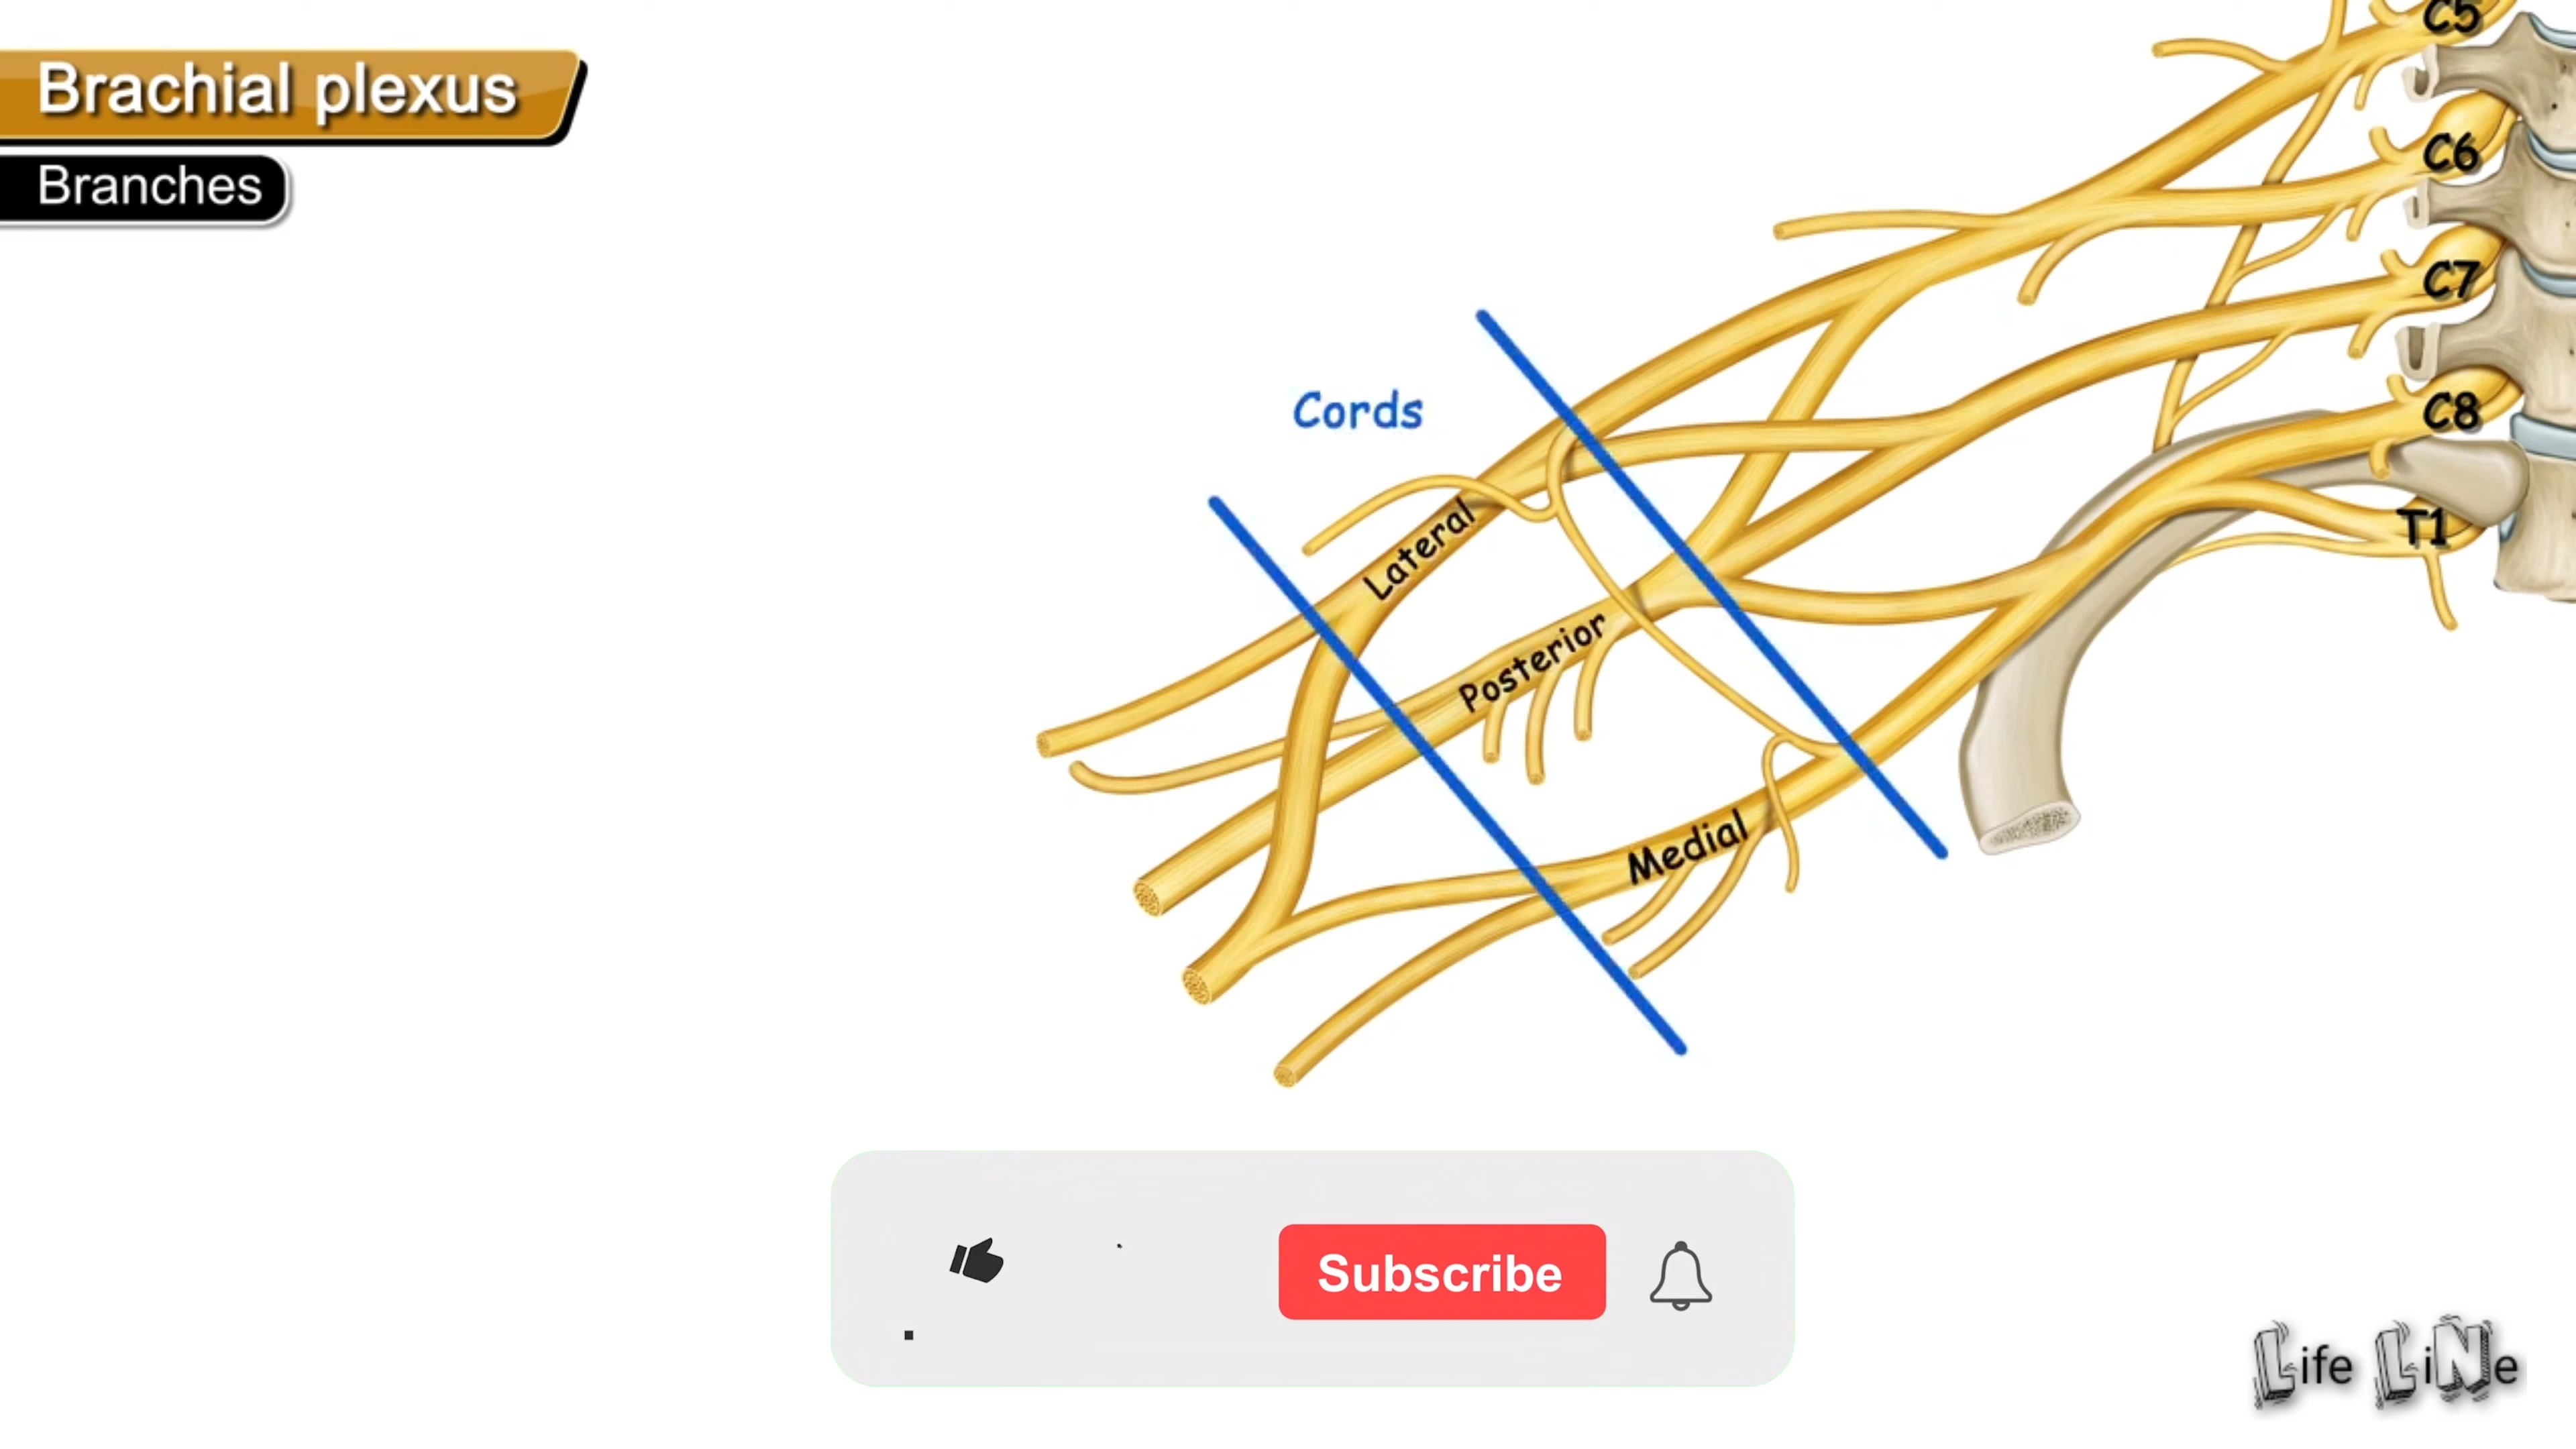 Brachial plexus
Branches
C5
C6
C7
C8
T1
Cords
Lateral
Posterior
Medial
Subscribe
Life LiNe